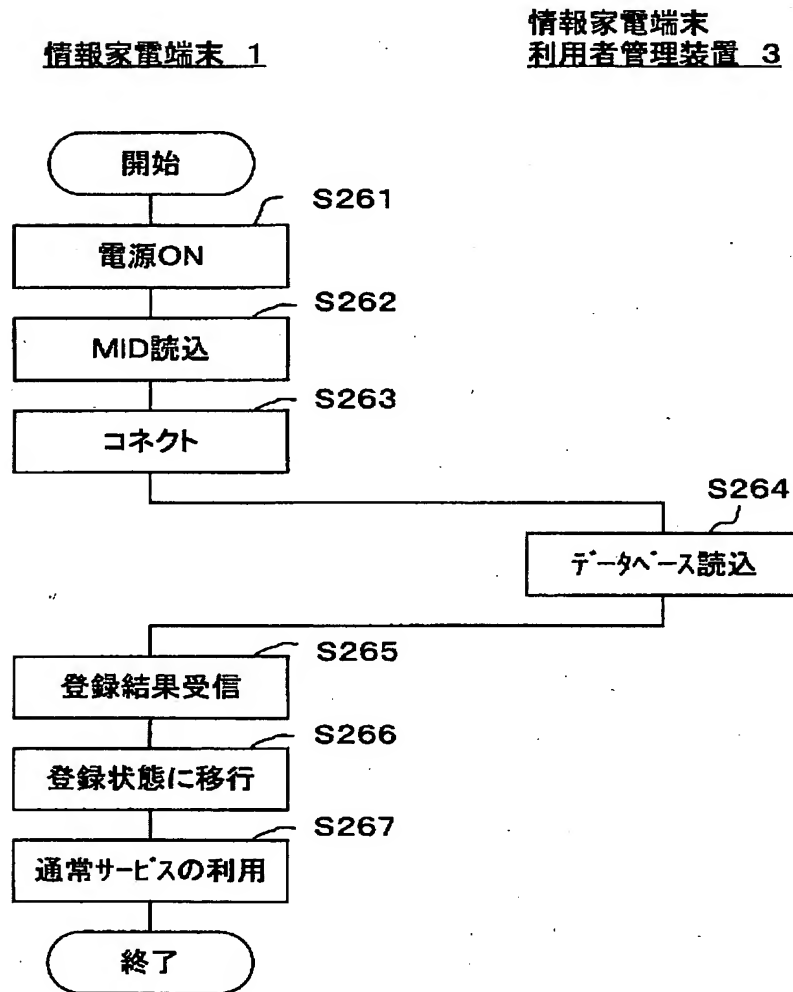 情報家電端末 1
情報家電端末
利用者管理装置 3
開始
S261
電源ON
S262
MID読込
S263
コネクト
S264
ﾃﾞｰﾀﾍﾞｰｽ読込
S265
登録結果受信
S266
登録状態に移行
S267
通常ｻｰﾋﾞｽの利用
終了